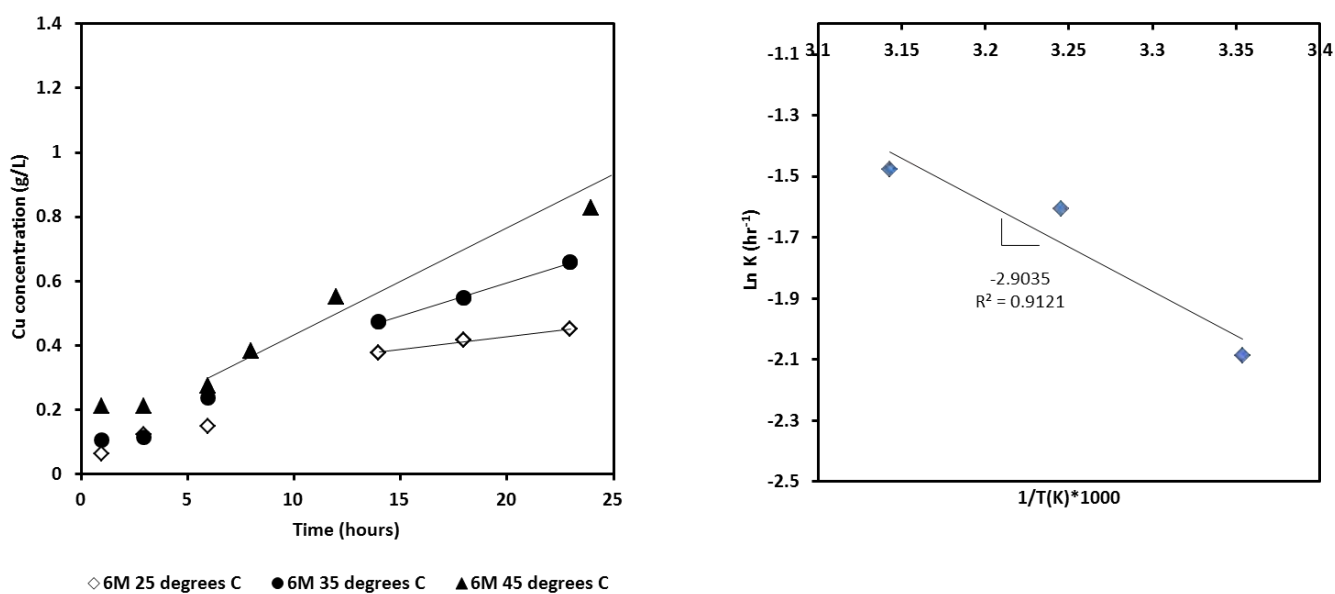 1.4
1.2
1
0.8
0.6
0.4
0.2
0
Cu concentration (g/L)
0 5 10 15 20 25
Time (hours)
6M 25 degrees C 6M 35 degrees C 6M 45 degrees C
3.1 3.15 3.2 3.25 3.3 3.35 3.4
-1.1
-1.3
-1.5
-1.7
-1.9
-2.1
-2.3
-2.5
Ln K (hr⁻¹)
-2.9035
R² = 0.9121
1/T(K)*1000